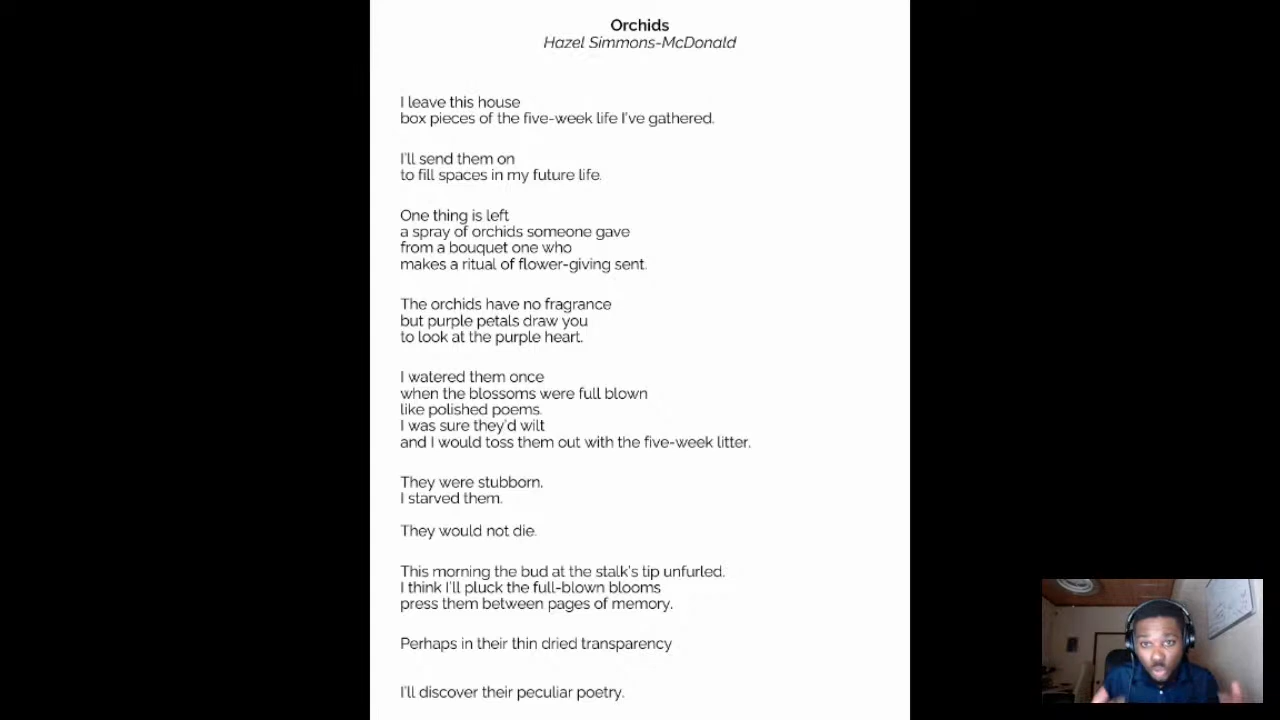 Orchids
Hazel Simmons-McDonald
I leave this house
box pieces of the five-week life I've gathered.
I'll send them on
to fill spaces in my future life.
One thing is left
a spray of orchids someone gave
from a bouquet one who
makes a ritual of flower-giving sent.
The orchids have no fragrance
but purple petals draw you
to look at the purple heart.
I watered them once
when the blossoms were full blown
like polished poems.
I was sure they'd wilt
and I would toss them out with the five-week litter.
They were stubborn.
I starved them.
They would not die.
This morning the bud at the stalk's tip unfurled.
I think I'll pluck the full-blown blooms
press them between pages of memory.
Perhaps in their thin dried transparency
I'll discover their peculiar poetry.